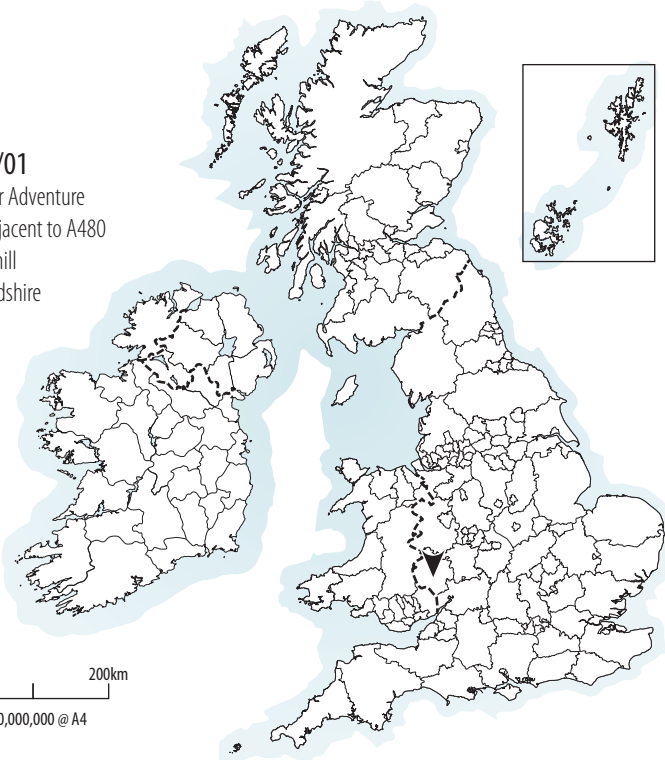 /01
r Adventure
jacent to A480
hill
dshire
200km
0,000,000 @ A4